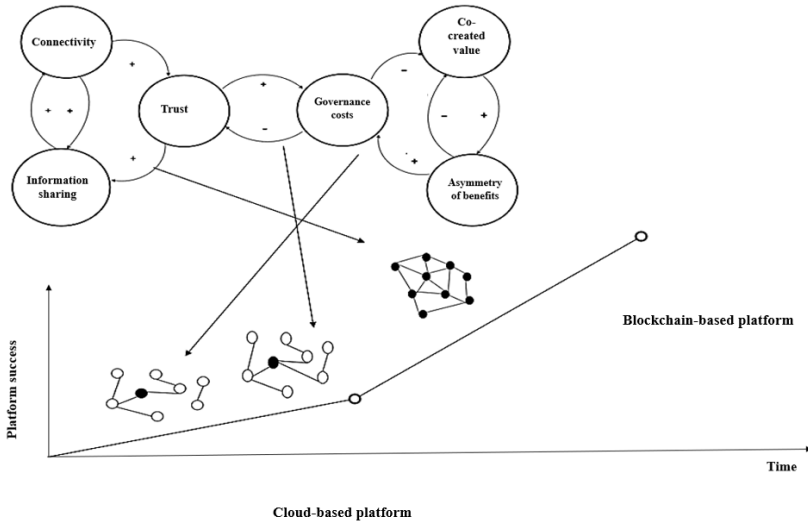 Connectivity
Co-
created
value
+
+
+
Trust
Governance
costs
-
+ +
-
- +
+
+
Information
sharing
Asymmetry
of benefits
Blockchain-based platform
Platform success
Time
Cloud-based platform